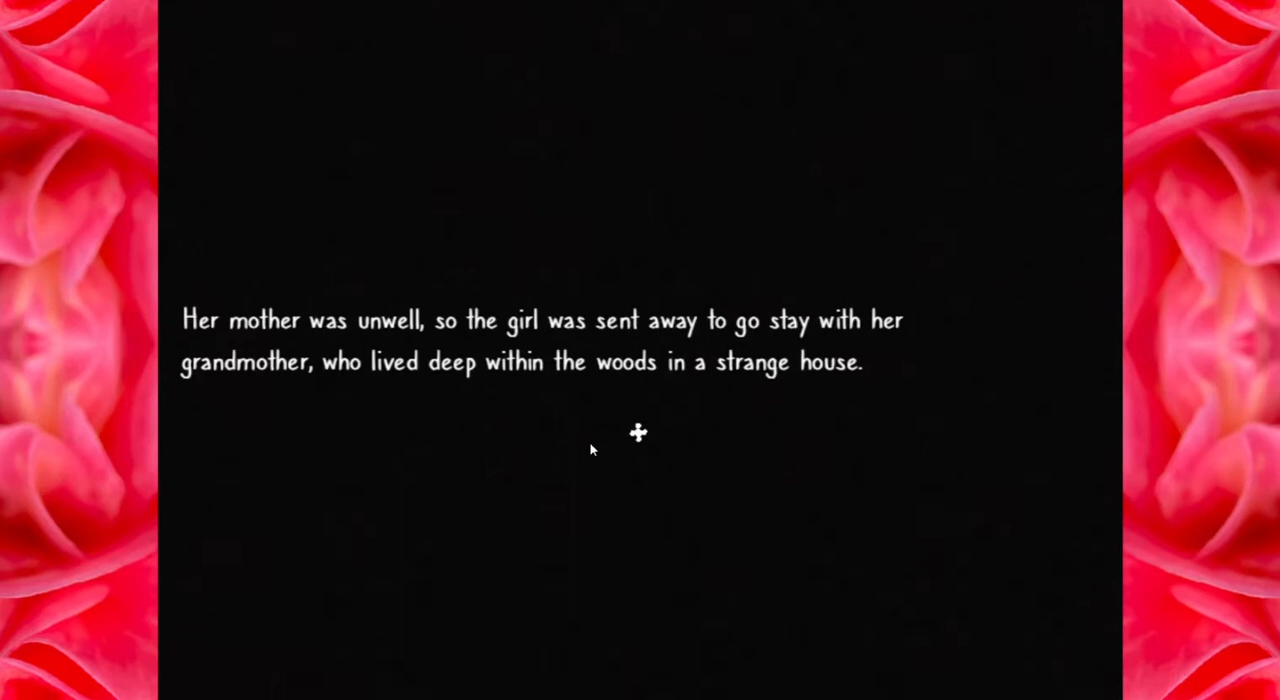 Her mother was unwell, so the girl was sent away to go stay with her
grandmother, who lived deep within the woods in a strange house.